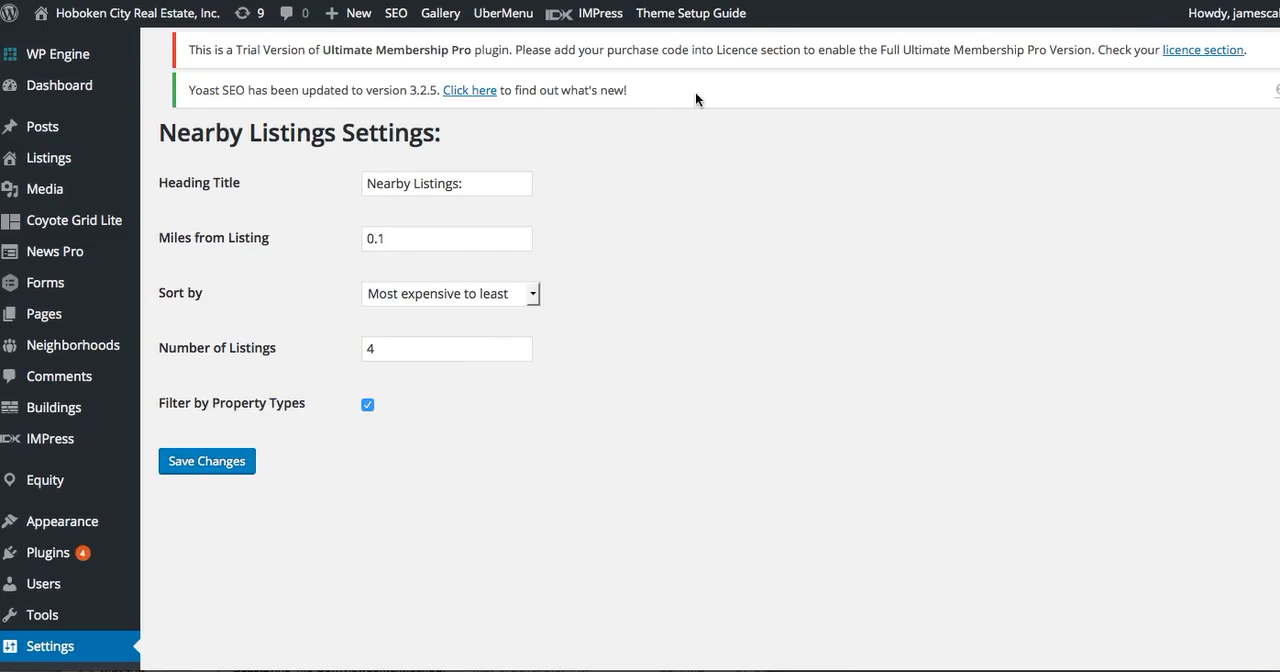 Hoboken City Real Estate, Inc. 9 0 New SEO Gallery UberMenu IDX IMPress Theme Setup Guide Howdy, jamescal
WP Engine
Dashboard
Posts
Listings
Media
Coyote Grid Lite
News Pro
Forms
Pages
Neighborhoods
Comments
Buildings
IDX IMPress
Equity
Appearance
Plugins 4
Users
Tools
Settings
This is a Trial Version of Ultimate Membership Pro plugin. Please add your purchase code into Licence section to enable the Full Ultimate Membership Pro Version. Check your licence section.
Yoast SEO has been updated to version 3.2.5. Click here to find out what's new!
Nearby Listings Settings:
Heading Title Nearby Listings:
Miles from Listing 0.1
Sort by Most expensive to least
Number of Listings 4
Filter by Property Types
Save Changes